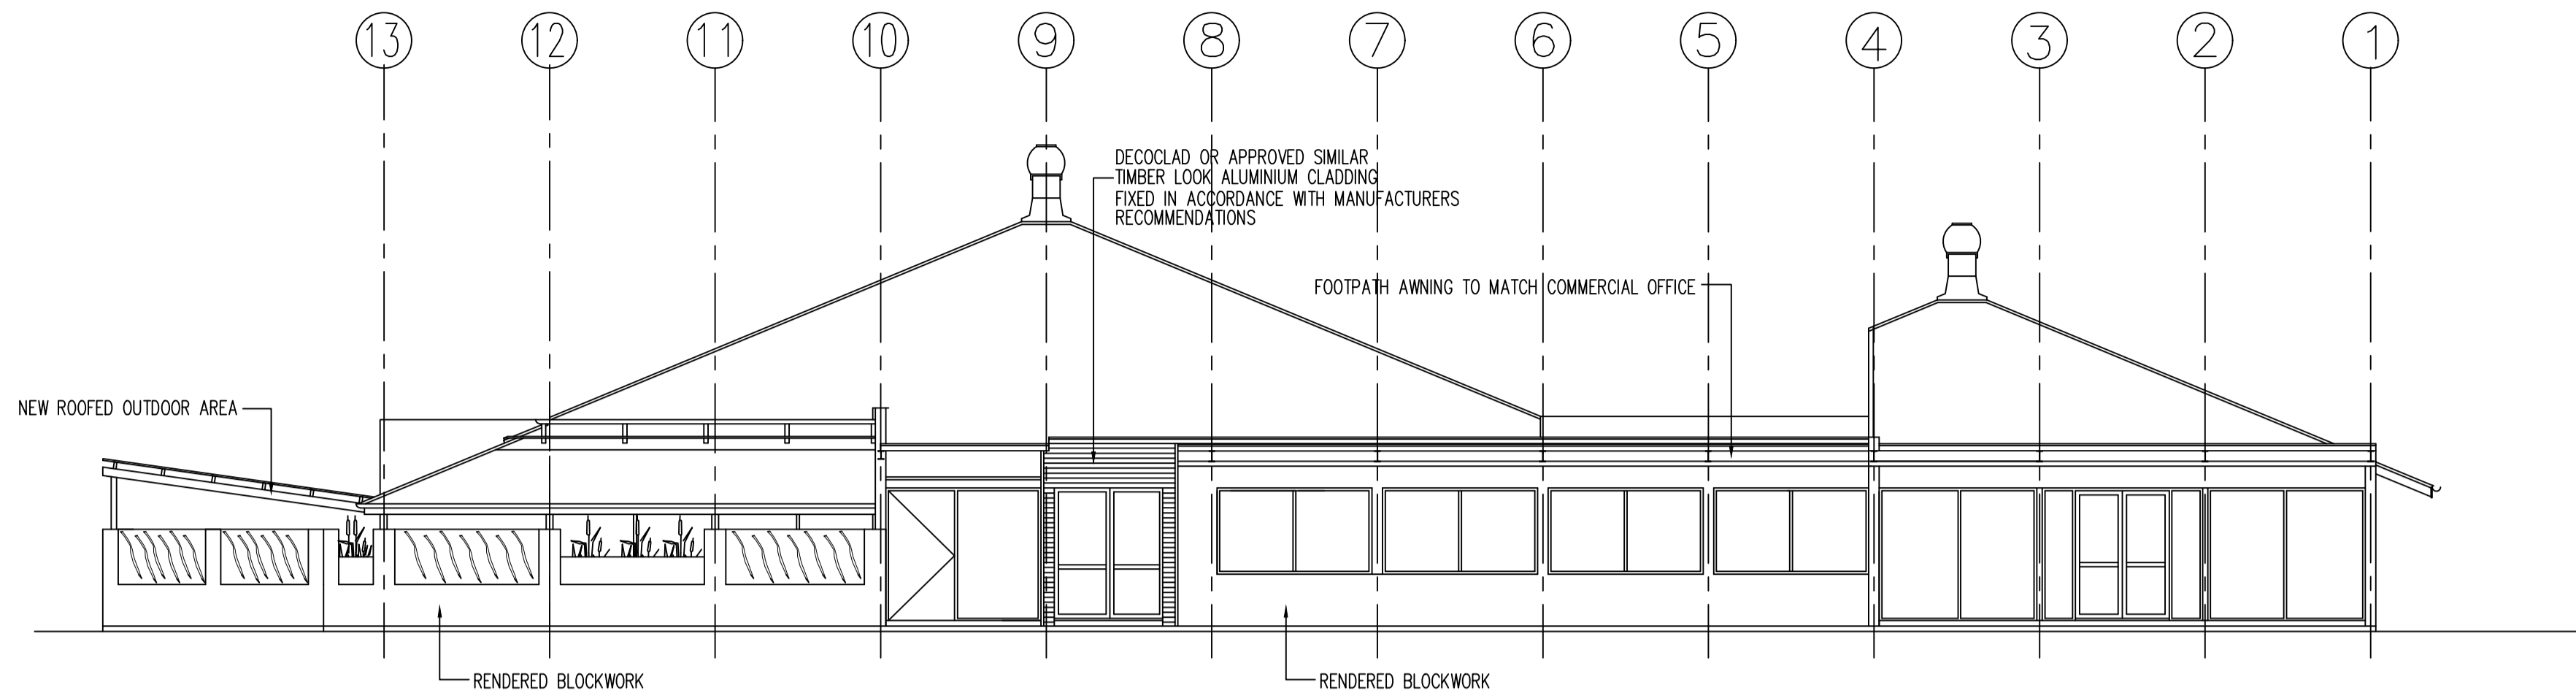 13 12 11 10 9 8 7 6 5 4 3 2 1
DECOCLAD OR APPROVED SIMILAR
TIMBER LOOK ALUMINIUM CLADDING
FIXED IN ACCORDANCE WITH MANUFACTURERS
RECOMMENDATIONS
FOOTPATH AWNING TO MATCH COMMERCIAL OFFICE
NEW ROOFED OUTDOOR AREA
RENDERED BLOCKWORK
RENDERED BLOCKWORK